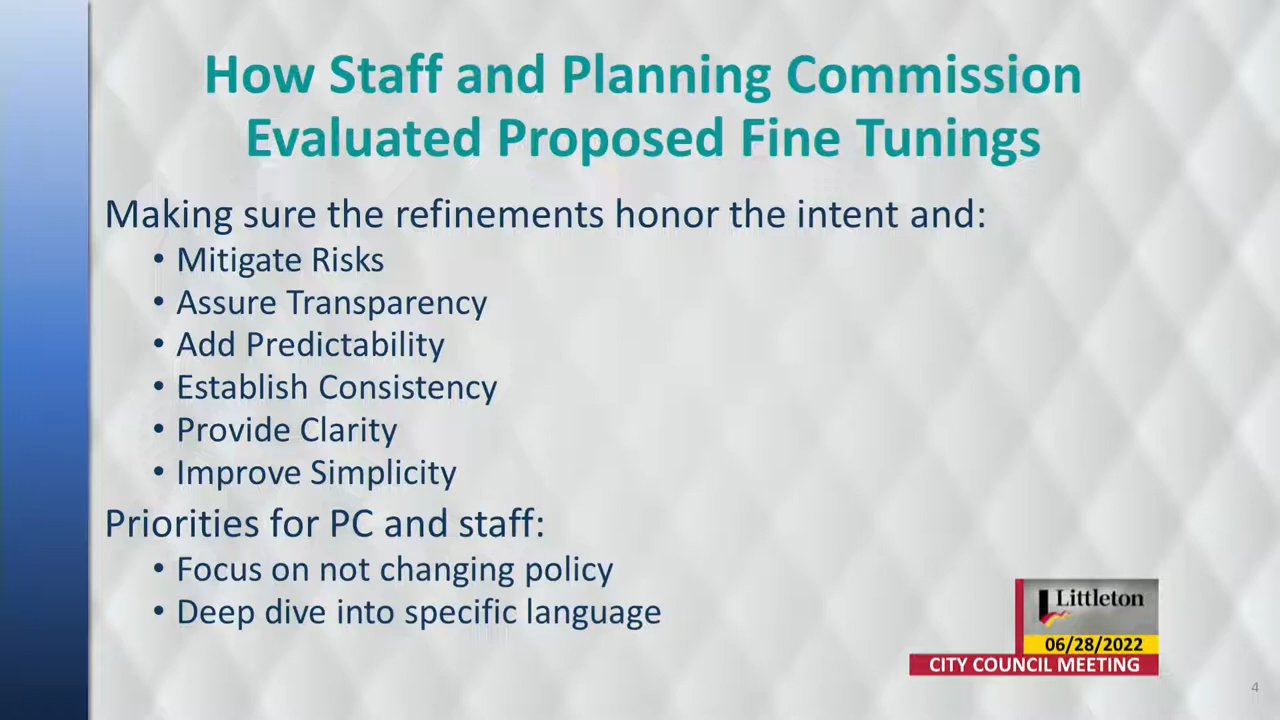 How Staff and Planning Commission
Evaluated Proposed Fine Tunings
Making sure the refinements honor the intent and:
• Mitigate Risks
• Assure Transparency
• Add Predictability
• Establish Consistency
• Provide Clarity
• Improve Simplicity
Priorities for PC and staff:
• Focus on not changing policy
• Deep dive into specific language
Littleton
06/28/2022
CITY COUNCIL MEETING
4